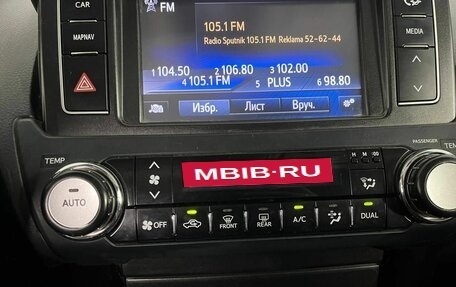 CAR
FM
MAPNAV
MEDIA
105.1 FM
Radio Sputnik 105.1 FM Reklama 52-62-44
1 104.50 2 106.80 3 102.00
4 105.1 FM 5 PLUS 6 98.80
Избр. Лист Вруч.
PASSENGER
TEMP
TEM
AUTO
MBIB-RU
OFF
FRONT
REAR
A/C
DUAL